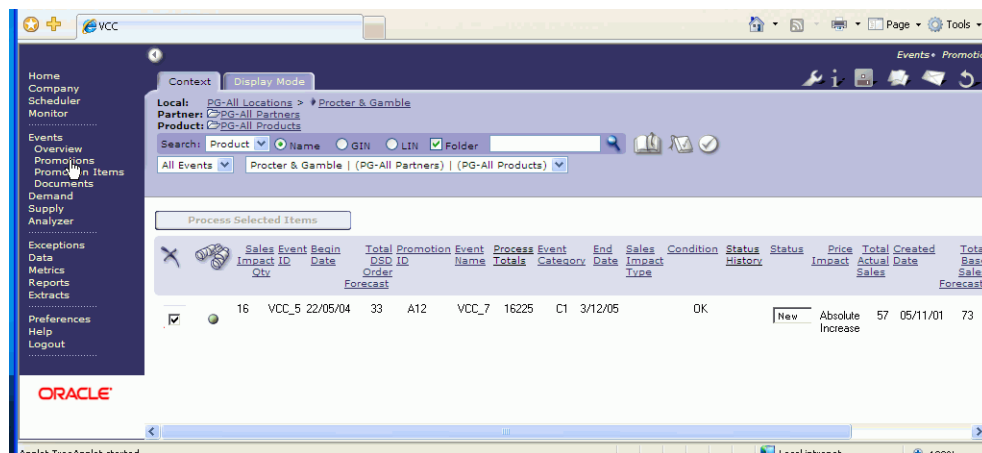 VCC
Page
Tools
Events
Promotio
Home
Company
Scheduler
Monitor
Events
Overview
Promotions
Promotion Items
Documents
Demand
Supply
Analyzer
Exceptions
Data
Metrics
Reports
Extracts
Preferences
Help
Logout
ORACLE
Context
Display Mode
Local: PG-All Locations > Procter & Gamble
Partner: PG-All Partners
Product: PG-All Products
Search: Product Name GIN LIN Folder
All Events Procter & Gamble | (PG-All Partners) | (PG-All Products)
Process Selected Items
Sales Impact Qty
Event ID
Begin Date
Total DSD Order Forecast
Promotion ID
Event Name
Process Totals
Event Category
End Date
Sales Impact Type
Condition
Status History
Status
Price Impact
Total Actual Sales
Created Date
Tota Base Sale Forecast
16 VCC_5 22/05/04 33 A12 VCC_7 16225 C1 3/12/05 OK New Absolute Increase 57 05/11/01 73